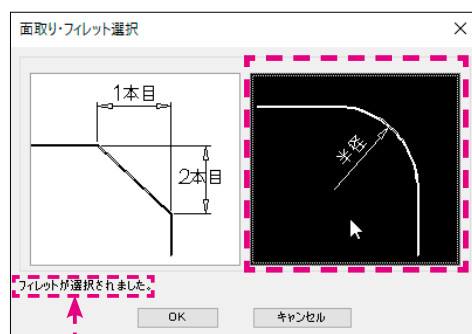 面取り・フィレット選択
1本目
2本目
半径
フィレットが選択されました。
OK
キャンセル